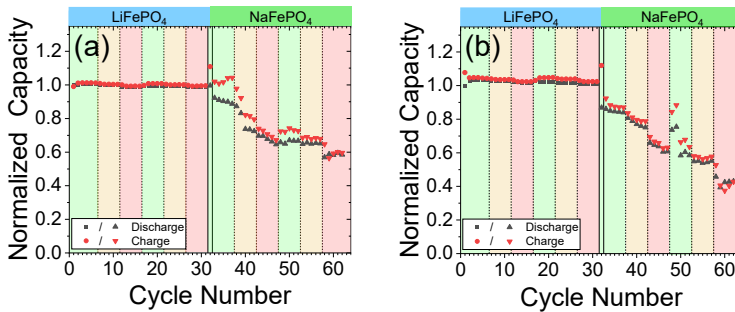 LiFePO4 NaFePO4
(a)
Normalized Capacity
1.2
1.0
0.8
0.6
0.4
0.2
0.0
/ Discharge
/ Charge
0 10 20 30 40 50 60
Cycle Number
LiFePO4 NaFePO4
(b)
Normalized Capacity
1.2
1.0
0.8
0.6
0.4
0.2
0.0
/ Discharge
/ Charge
0 10 20 30 40 50 60
Cycle Number